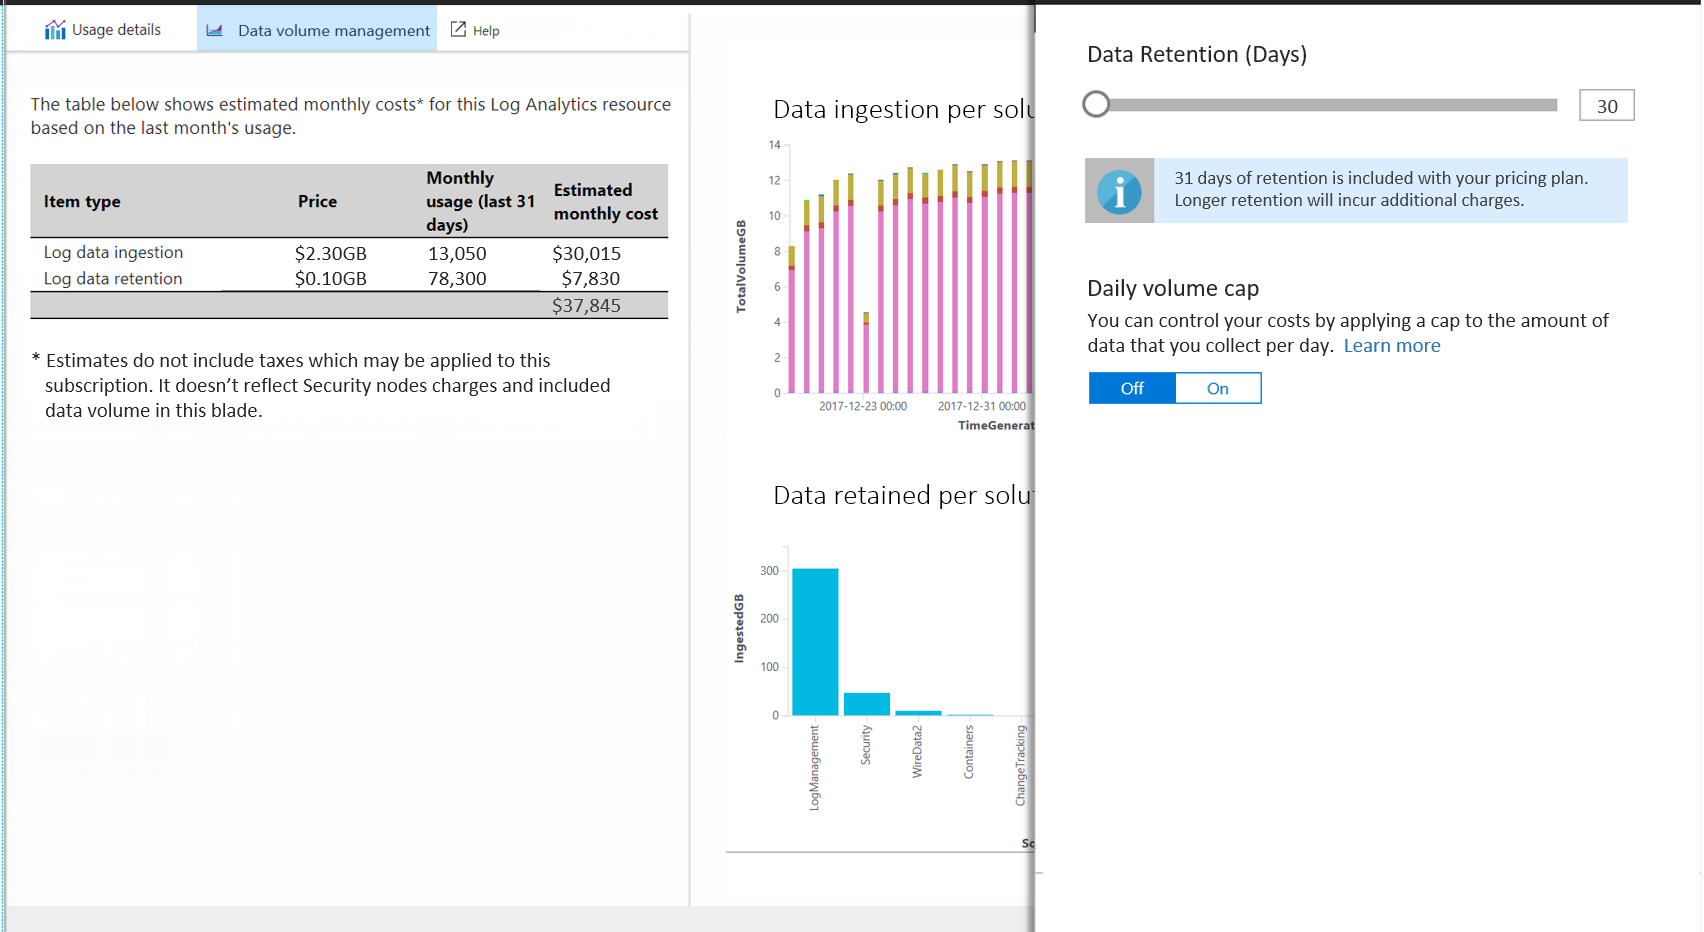 Usage details
Data volume management
Help
The table below shows estimated monthly costs* for this Log Analytics resource
based on the last month's usage.
Item type Price Monthly usage (last 31 days) Estimated monthly cost
Log data ingestion $2.30GB 13,050 $30,015
Log data retention $0.10GB 78,300 $7,830
$37,845
* Estimates do not include taxes which may be applied to this
subscription. It doesn’t reflect Security nodes charges and included
data volume in this blade.
Data ingestion per solu
14
12
10
8
6
4
2
0
TotalVolumeGB
2017-12-23 00:00 2017-12-31 00:00
TimeGenerat
Data retained per solu
300
200
100
0
IngestedGB
LogManagement
Security
WireData2
Containers
ChangeTracking
So
Data Retention (Days)
30
31 days of retention is included with your pricing plan.
Longer retention will incur additional charges.
Daily volume cap
You can control your costs by applying a cap to the amount of
data that you collect per day. Learn more
Off On